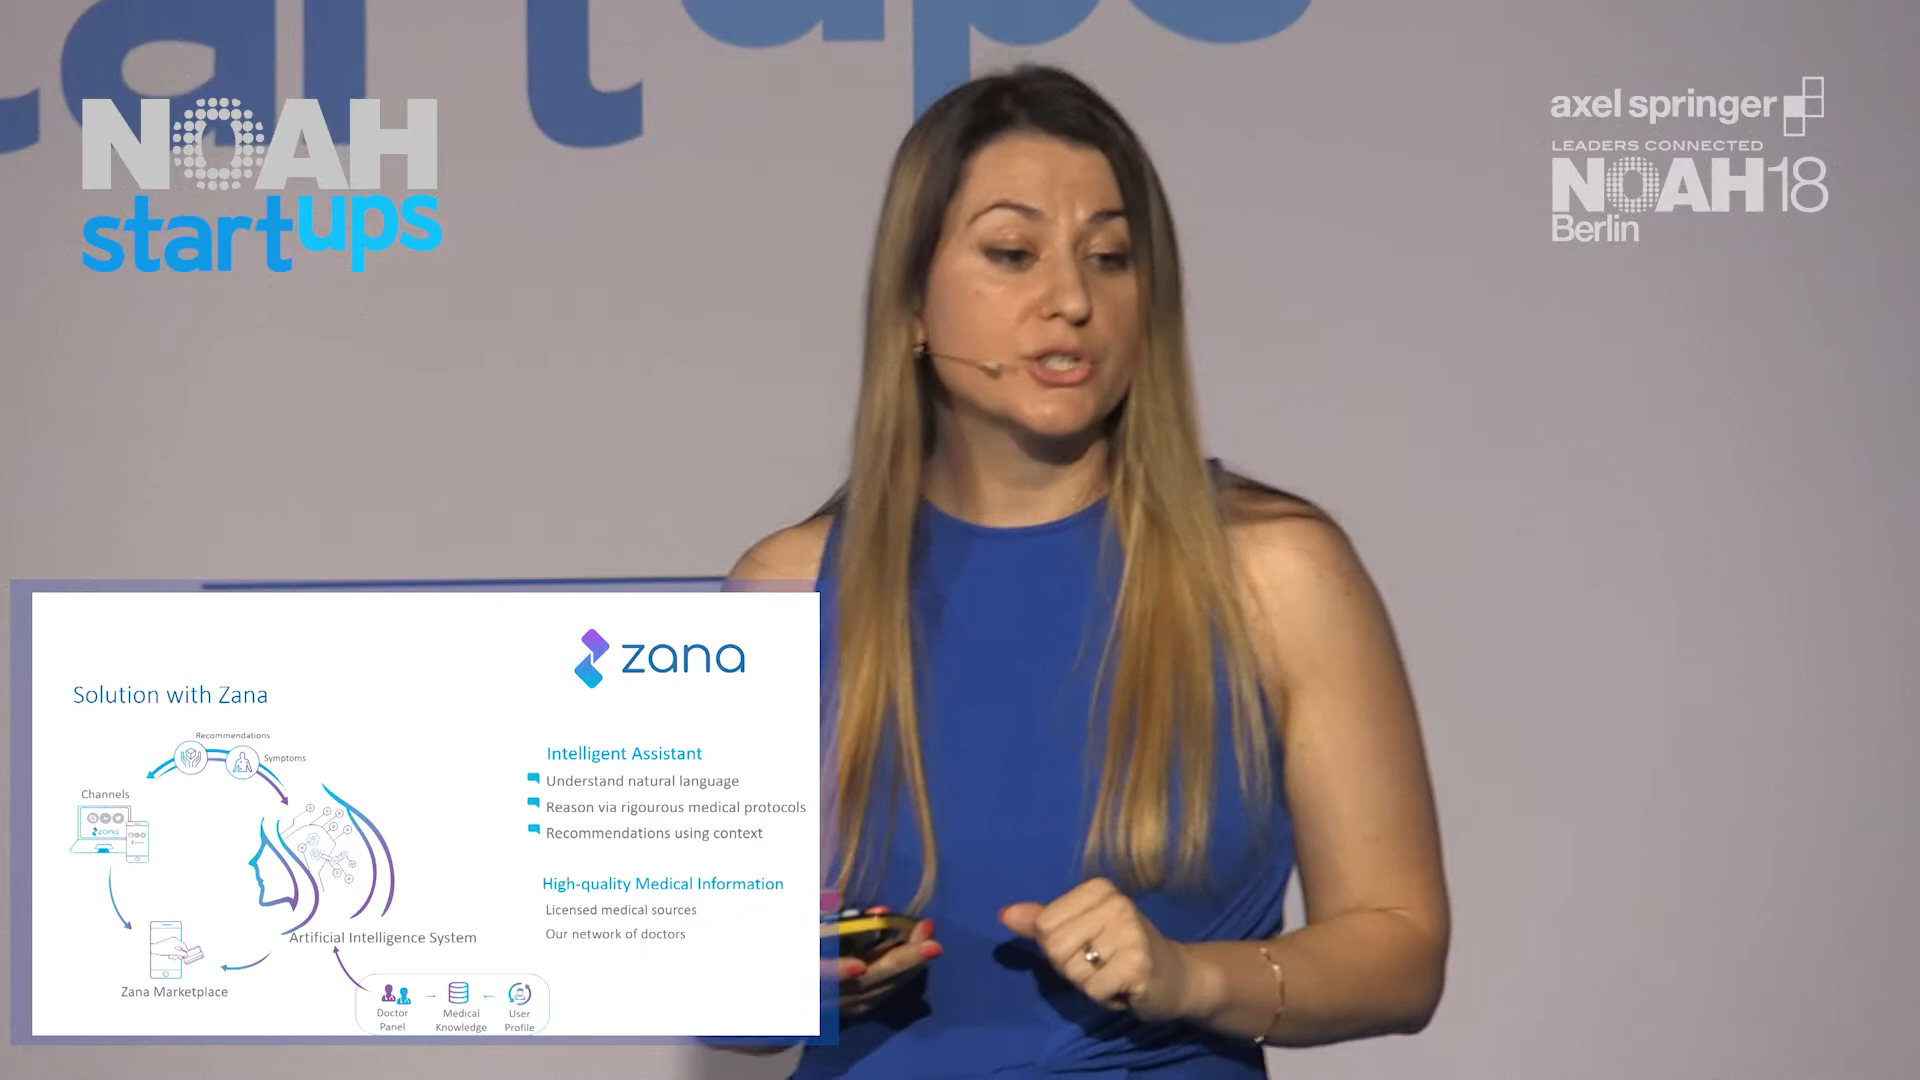 NOAH
startups
axel springer
LEADERS CONNECTED
NOAH18
Berlin
zana
Solution with Zana
Recommendations
Symptoms
Channels
zana
Artificial Intelligence System
Zana Marketplace
Doctor
Panel
Medical
Knowledge
User
Profile
Intelligent Assistant
Understand natural language
Reason via rigourous medical protocols
Recommendations using context
High-quality Medical Information
Licensed medical sources
Our network of doctors